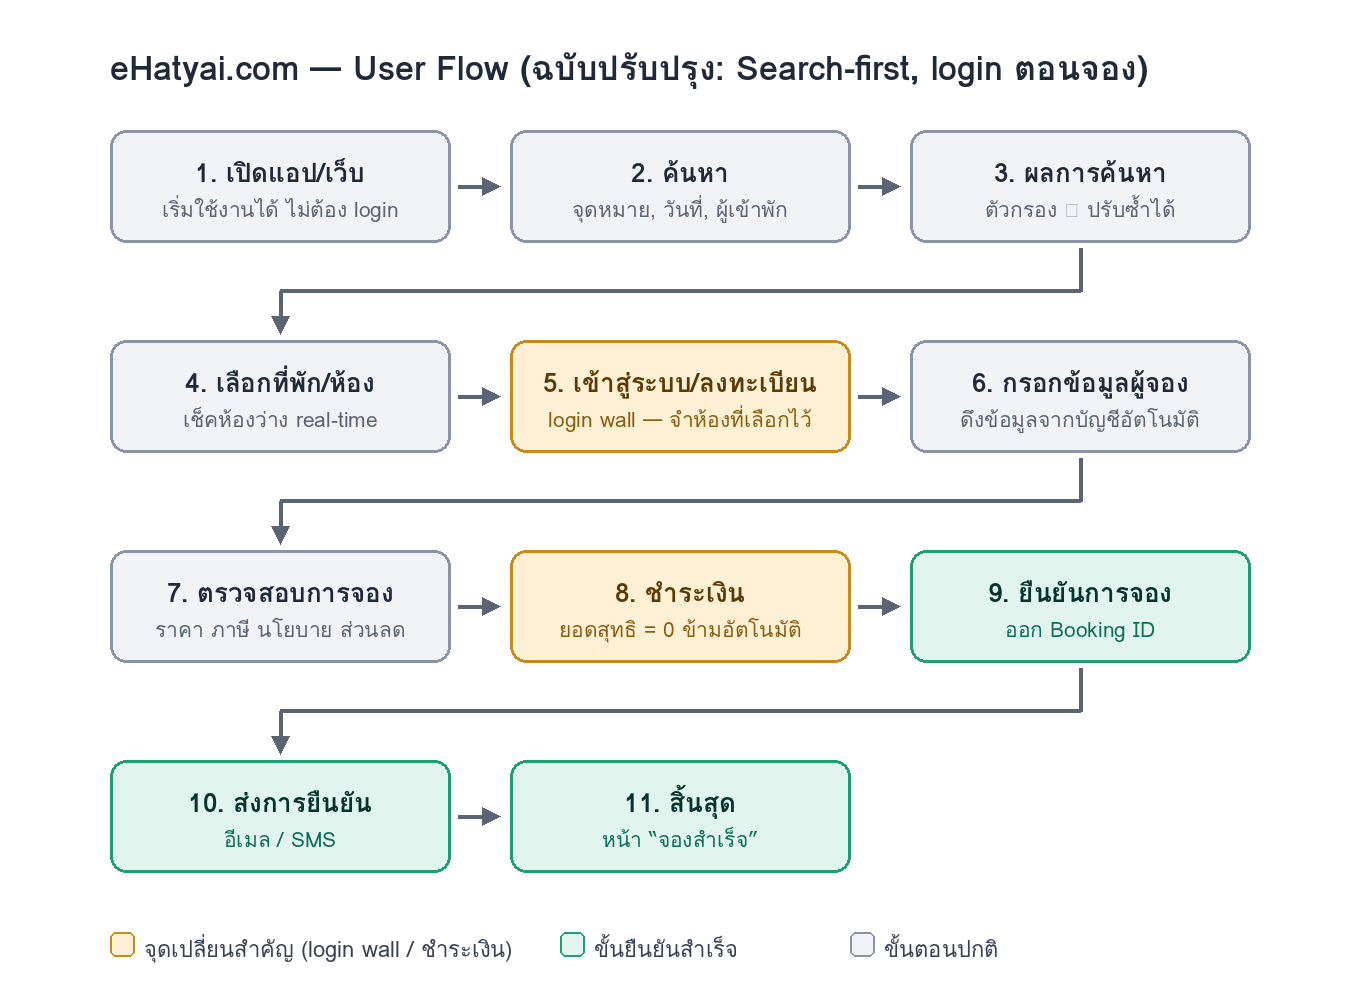 eHatyai.com — User Flow (ฉบับปรับปรุง: Search-first, login ตอนจอง)
1. เปิดแอป/เว็บ
เริ่มใช้งานได้ ไม่ต้อง login
2. ค้นหา
จุดหมาย, วันที่, ผู้เข้าพัก
3. ผลการค้นหา
ตัวกรอง □ ปรับซ้ำได้
4. เลือกที่พัก/ห้อง
เช็คห้องว่าง real-time
5. เข้าสู่ระบบ/ลงทะเบียน
login wall — จำห้องที่เลือกไว้
6. กรอกข้อมูลผู้จอง
ดึงข้อมูลจากบัญชีอัตโนมัติ
7. ตรวจสอบการจอง
ราคา ภาษี นโยบาย ส่วนลด
8. ชำระเงิน
ยอดสุทธิ = 0 ข้ามอัตโนมัติ
9. ยืนยันการจอง
ออก Booking ID
10. ส่งการยืนยัน
อีเมล / SMS
11. สิ้นสุด
หน้า “จองสำเร็จ”
จุดเปลี่ยนสำคัญ (login wall / ชำระเงิน)
ขั้นยืนยันสำเร็จ
ขั้นตอนปกติ